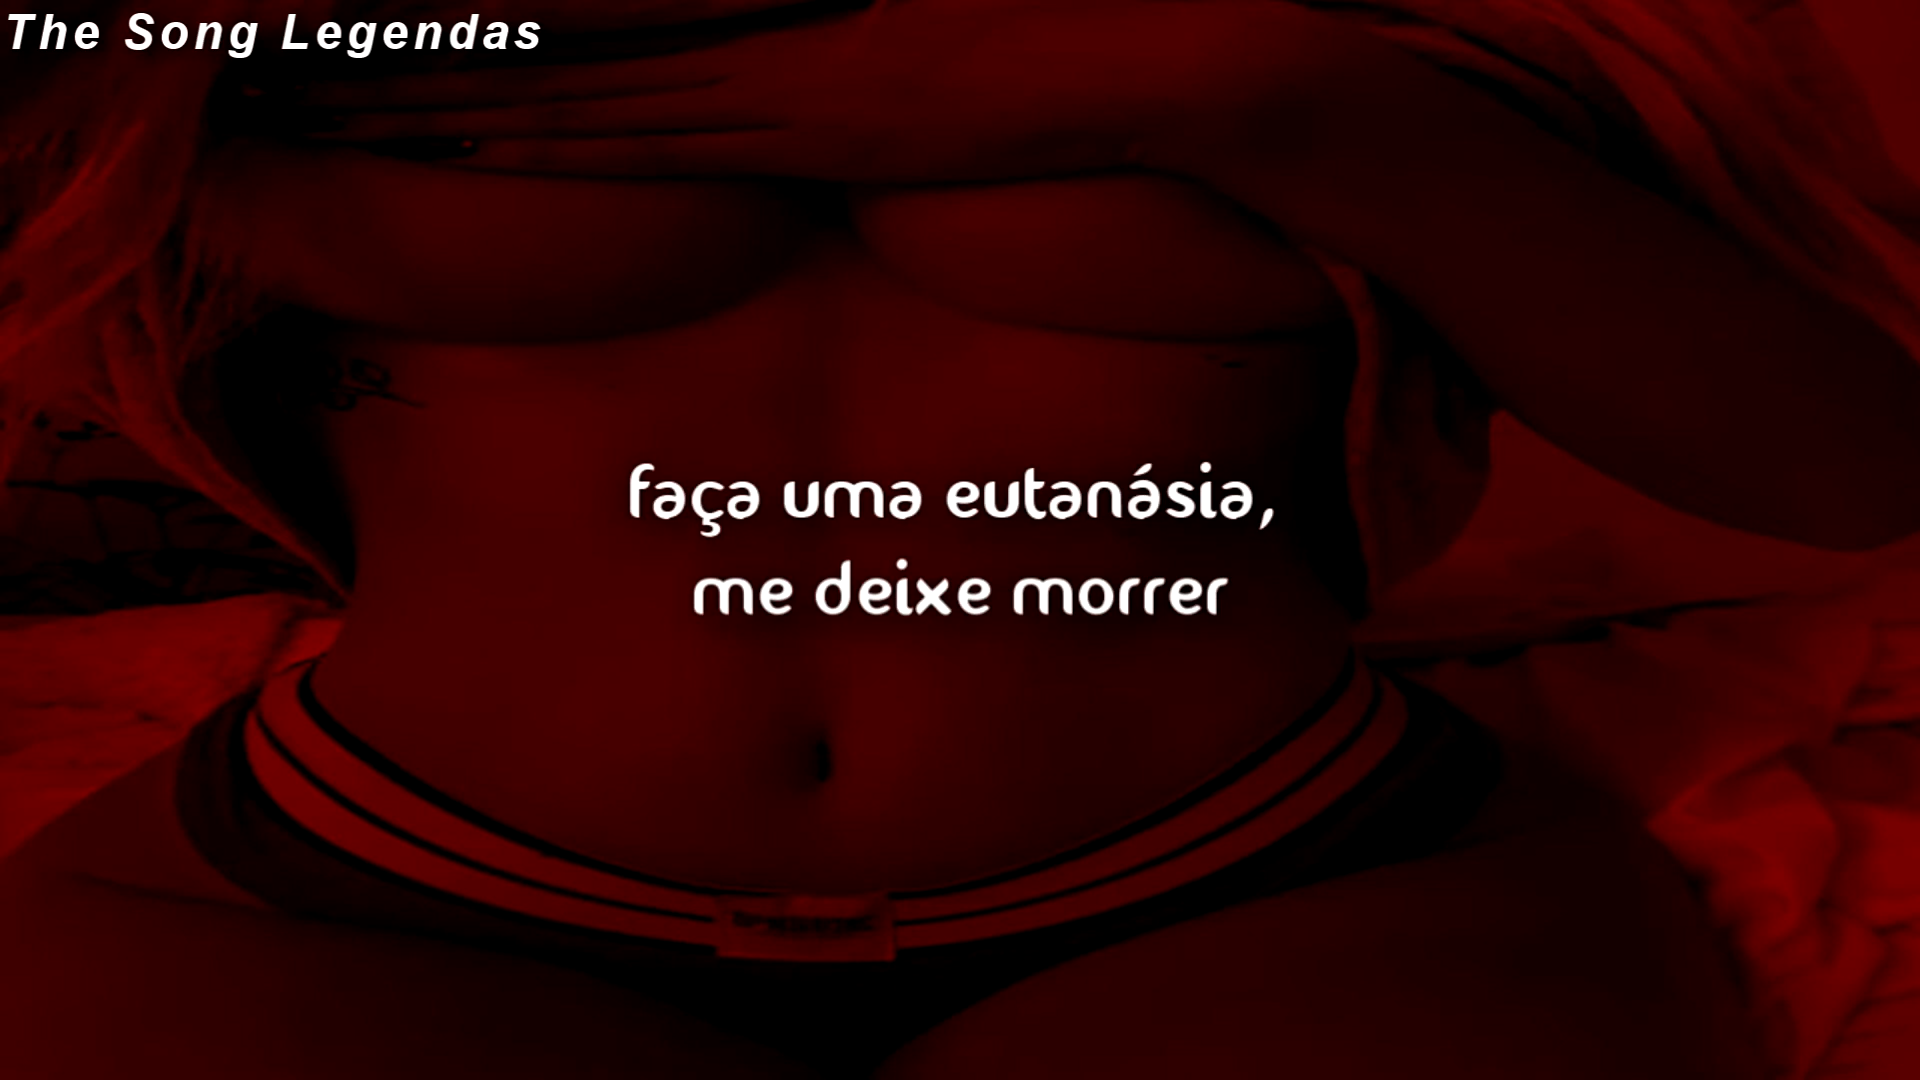 The Song Legendas
faça uma eutanásia,
me deixe morrer